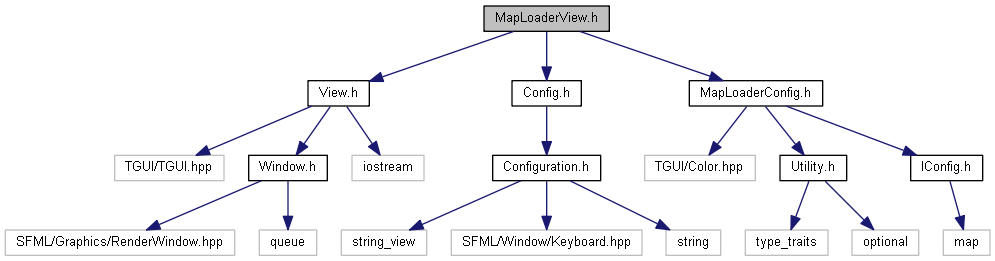 MapLoaderView.h
View.h
Config.h
MapLoaderConfig.h
TGUI/TGUI.hpp
Window.h
iostream
Configuration.h
TGUI/Color.hpp
Utility.h
IConfig.h
SFML/Graphics/RenderWindow.hpp
queue
string_view
SFML/Window/Keyboard.hpp
string
type_traits
optional
map